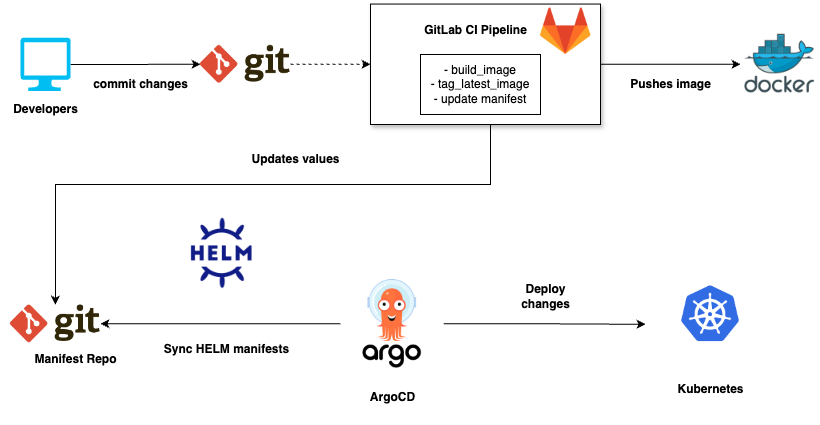 GitLab CI Pipeline
git
- build_image
- tag_latest_image
- update manifest
commit changes
Pushes image
docker
Developers
Updates values
HELM
Deploy
changes
git
Sync HELM manifests
argo
Manifest Repo
Kubernetes
ArgoCD